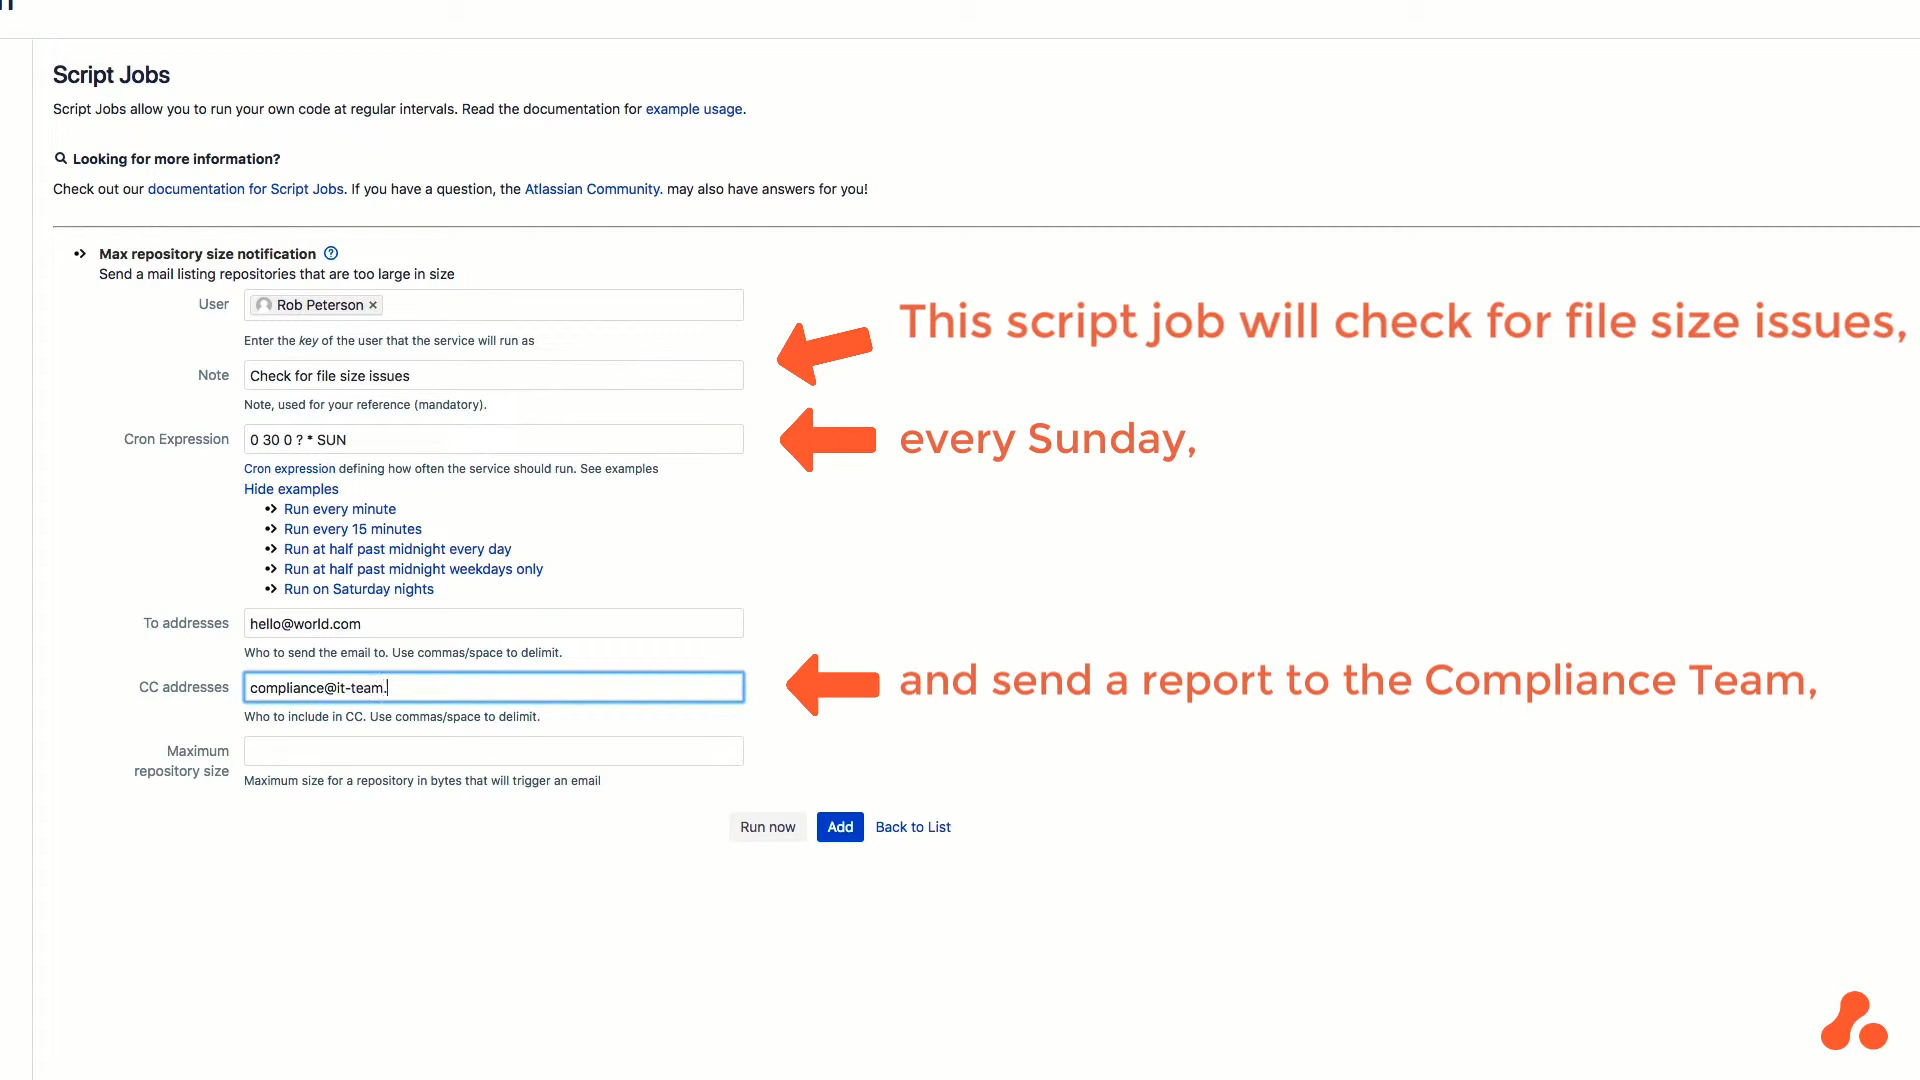 Script Jobs
Script Jobs allow you to run your own code at regular intervals. Read the documentation for example usage.
Looking for more information?
Check out our documentation for Script Jobs. If you have a question, the Atlassian Community. may also have answers for you!
Max repository size notification
Send a mail listing repositories that are too large in size
User Rob Peterson ×
Enter the key of the user that the service will run as
This script job will check for file size issues,
Note Check for file size issues
Note, used for your reference (mandatory).
Cron Expression 0 30 0 ? * SUN
every Sunday,
Cron expression defining how often the service should run. See examples
Hide examples
Run every minute
Run every 15 minutes
Run at half past midnight every day
Run at half past midnight weekdays only
Run on Saturday nights
To addresses hello@world.com
Who to send the email to. Use commas/space to delimit.
CC addresses compliance@it-team.
and send a report to the Compliance Team,
Who to include in CC. Use commas/space to delimit.
Maximum
repository size
Maximum size for a repository in bytes that will trigger an email
Run now Add Back to List